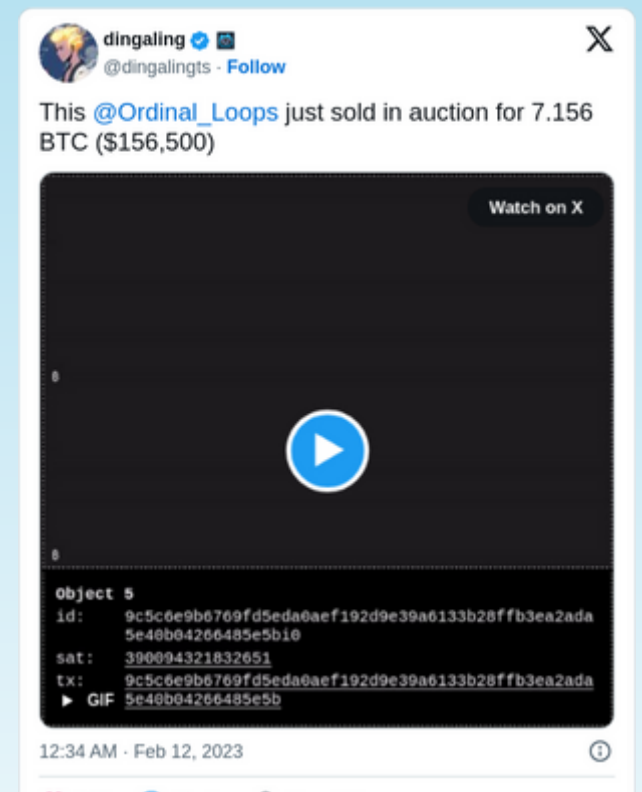 dingaling
@dingalingts · Follow
This @Ordinal_Loops just sold in auction for 7.156
BTC ($156,500)
Watch on X
0
0
Object 5
id: 9c5c6e9b6769fd5eda0aef192d9e39a6133b28ffb3ea2ada
5e40b04266485e5bi0
sat: 390094321832651
tx: 9c5c6e9b6769fd5eda0aef192d9e39a6133b28ffb3ea2ada
GIF 5e40b04266485e5b
12:34 AM · Feb 12, 2023